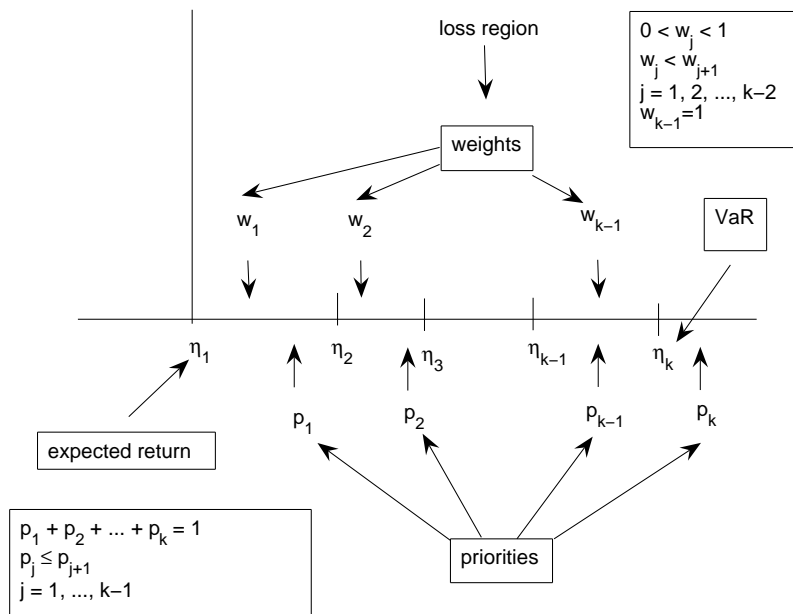 loss region
0 < w_j < 1
w_j < w_{j+1}
j = 1, 2, ..., k−2
w_{k−1}=1
weights
w_1
w_2
w_{k−1}
VaR
η_1
η_2
η_3
η_{k−1}
η_k
p_1
p_2
p_{k−1}
p_k
expected return
p_1 + p_2 + ... + p_k = 1
p_j ≤ p_{j+1}
j = 1, ..., k−1
priorities